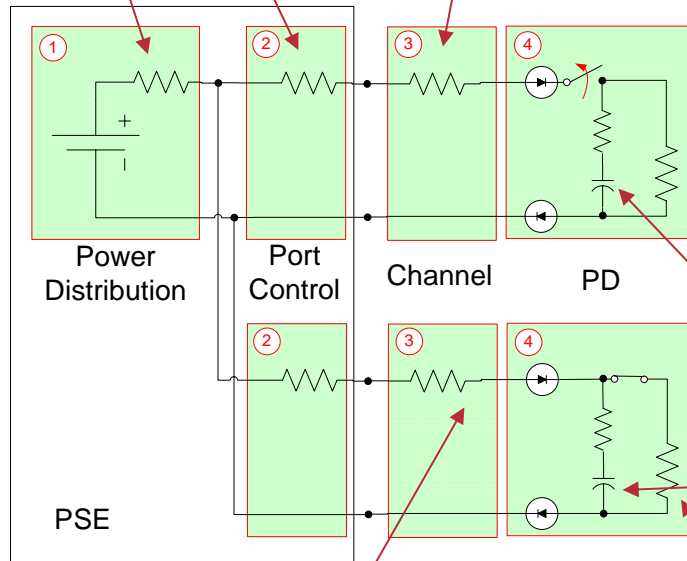 1
2
3
4
+
–
Power
Distribution
Port
Control
Channel
PD
2
3
4
PSE